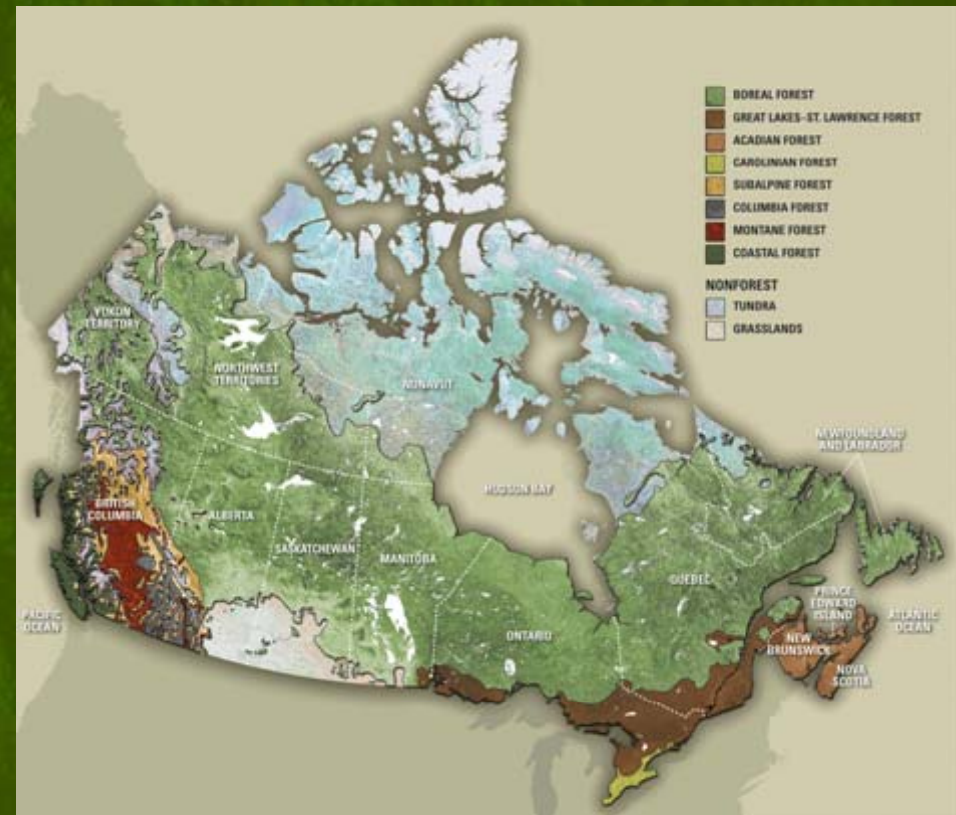 BOREAL FOREST
GREAT LAKES–ST. LAWRENCE FOREST
ACADIAN FOREST
CAROLINIAN FOREST
SUBALPINE FOREST
COLUMBIA FOREST
MONTANE FOREST
COASTAL FOREST
NONFOREST
TUNDRA
GRASSLANDS
YUKON
TERRITORY
NORTHWEST
TERRITORIES
NUNAVUT
NEWFOUNDLAND
AND LABRADOR
HUDSON BAY
BRITISH
COLUMBIA
ALBERTA
SASKATCHEWAN
MANITOBA
QUEBEC
ONTARIO
PRINCE
EDWARD
ISLAND
PACIFIC
OCEAN
ATLANTIC
OCEAN
NEW
BRUNSWICK
NOVA
SCOTIA